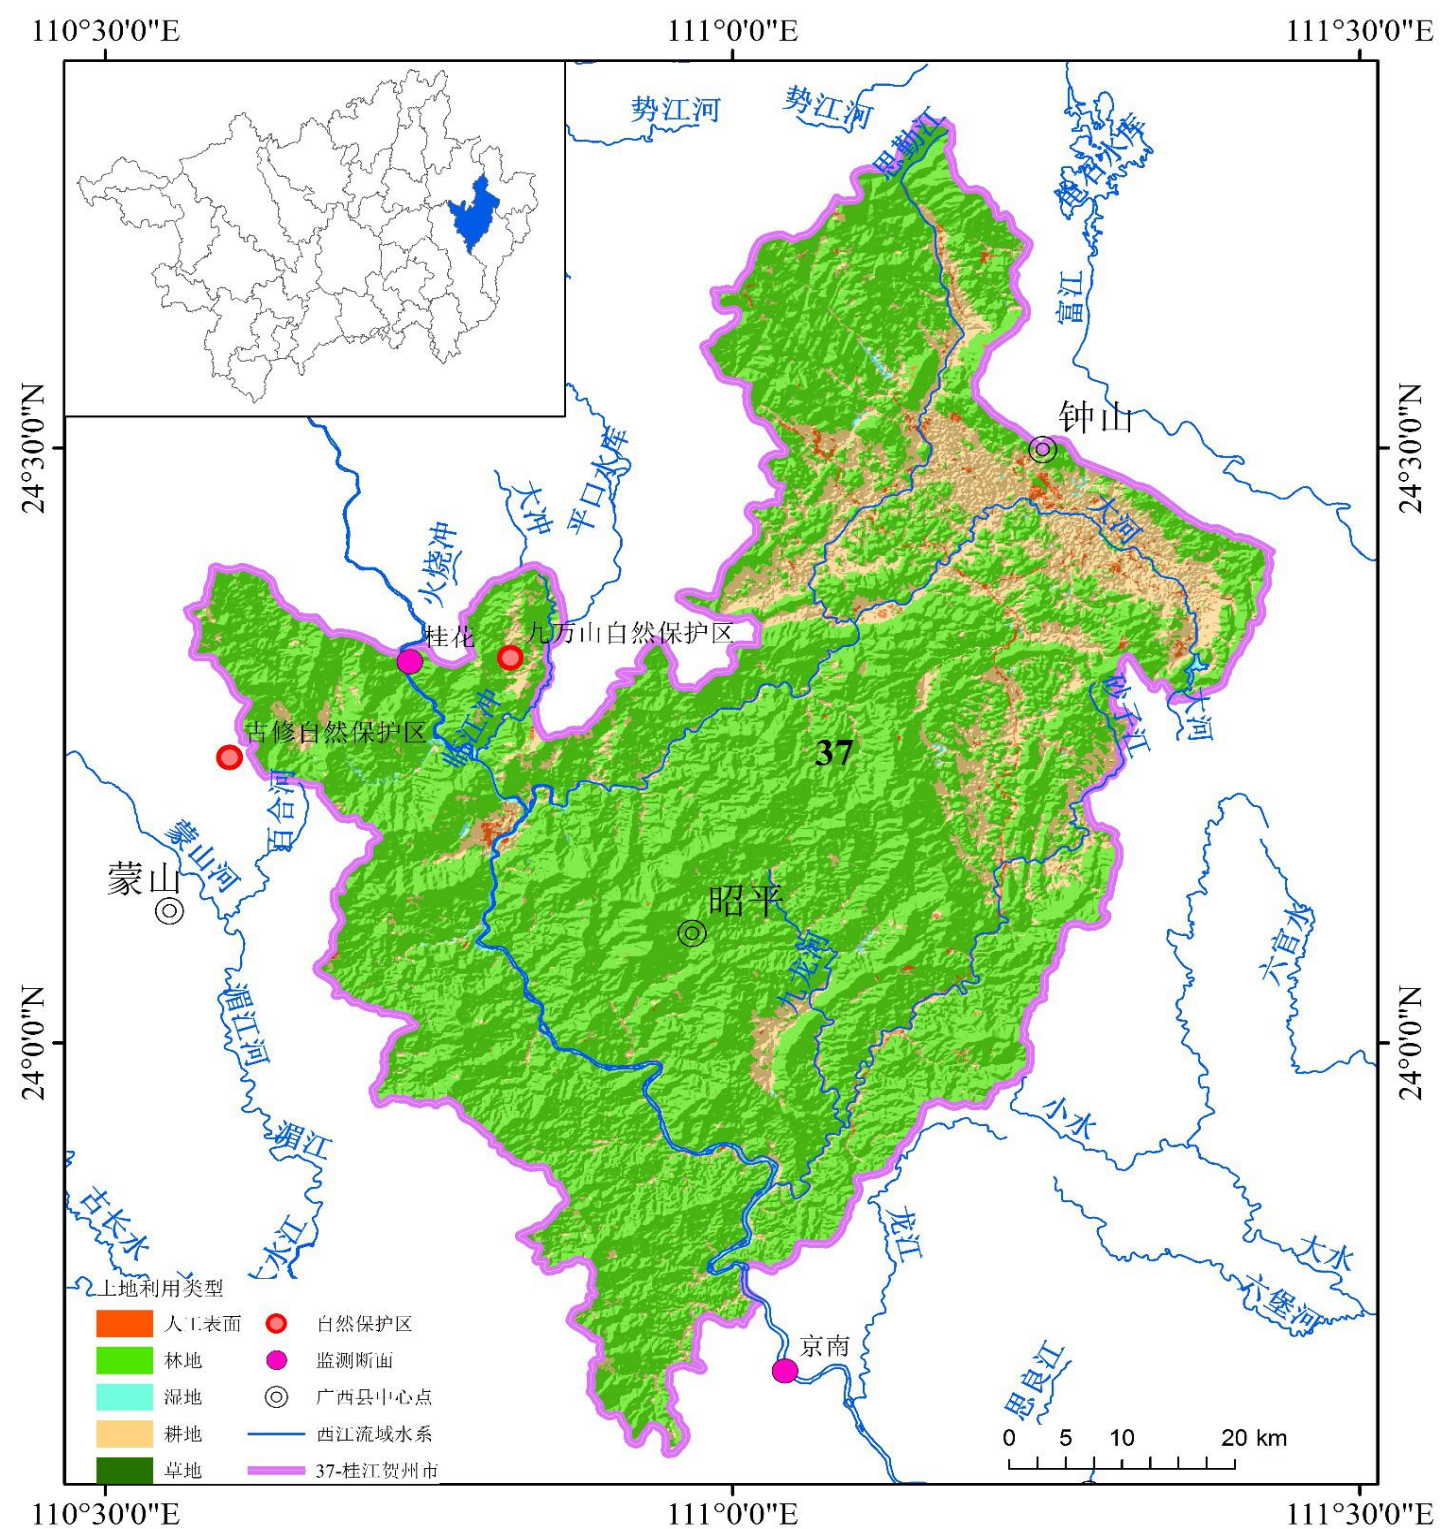 110°30'0"E
111°0'0"E
111°30'0"E
势江河
势江河
思勤江
龟石水库
富江
24°30'0"N
24°30'0"N
钟山
平口水库
大冲
火烧冲
大河
桂花
九万山自然保护区
砂子江
大河
古修自然保护区
临江冲
37
百合河
蒙山河
蒙山
昭平
九龙河
六官水
24°0'0"N
24°0'0"N
湄江河
湄江
小水
古长水
水江
龙江
大水
六堡河
土地利用类型
人工表面
自然保护区
林地
监测断面
湿地
广西县中心点
耕地
西江流域水系
草地
37-桂江贺州市
京南
思良江
0 5 10 20 km
110°30'0"E
111°0'0"E
111°30'0"E